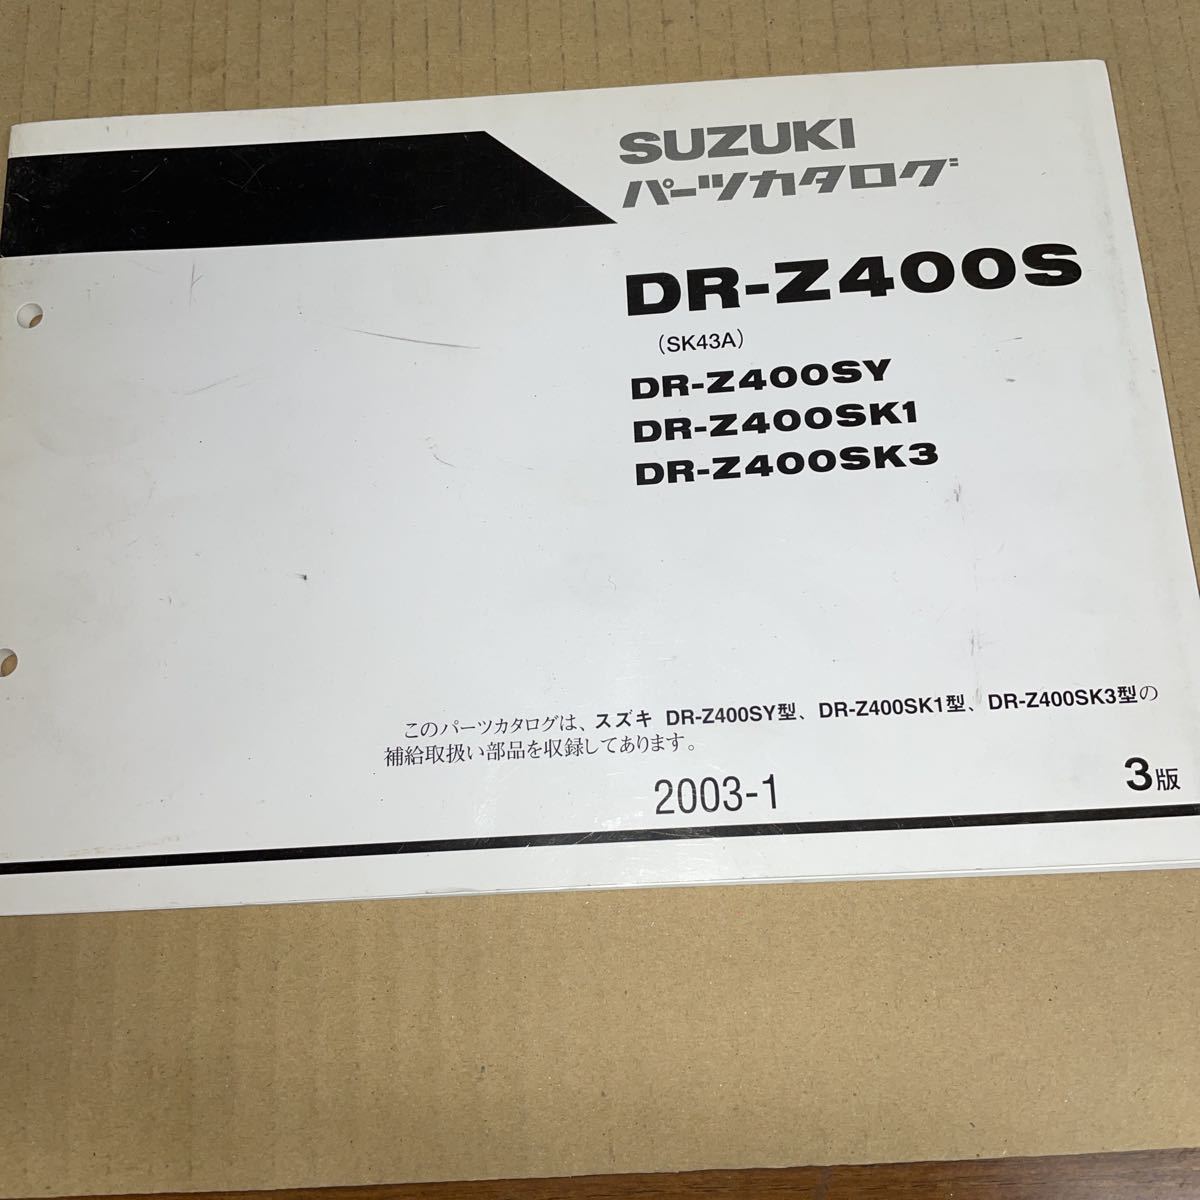 SUZUKI
パーツカタログ
DR-Z400S
(SK43A)
DR-Z400SY
DR-Z400SK1
DR-Z400SK3
このパーツカタログは、スズキ DR-Z400SY型、DR-Z400SK1型、DR-Z400SK3型の
補給取扱い部品を収録してあります。
2003-1
3版